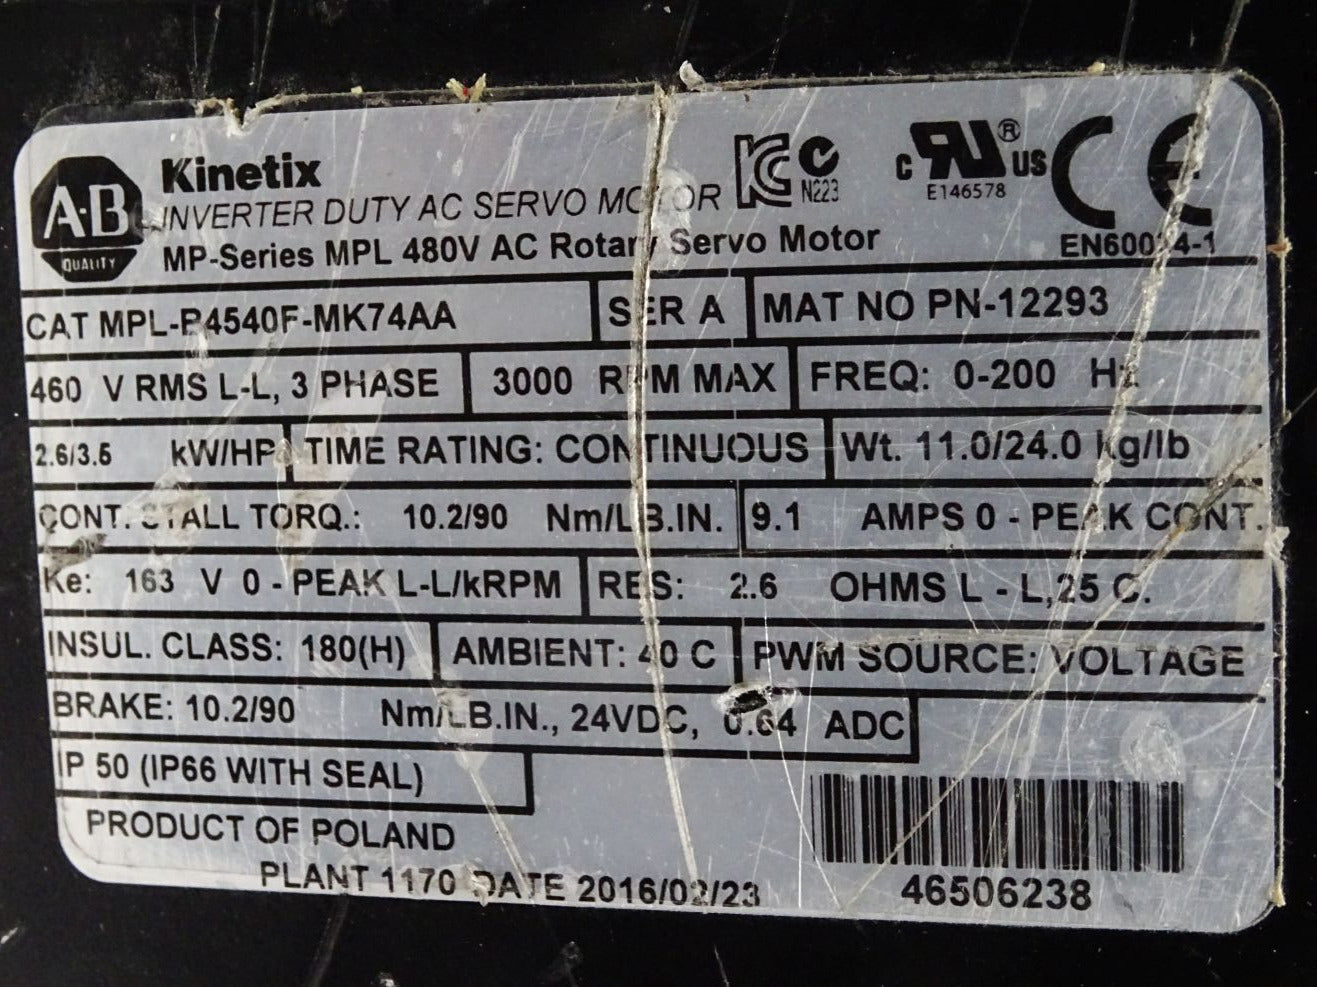 A·B
QUALITY
Kinetix
INVERTER DUTY AC SERVO MOTOR
MP-Series MPL 480V AC Rotary Servo Motor
KC
N223
c RU ® US
E146578
CE
EN60034-1
CAT MPL-B4540F-MK74AA SER A MAT NO PN-12293
460 V RMS L-L, 3 PHASE 3000 RPM MAX FREQ: 0-200 Hz
2.6/3.5 kW/HP TIME RATING: CONTINUOUS Wt. 11.0/24.0 kg/lb
CONT. STALL TORQ.: 10.2/90 Nm/LB.IN. 9.1 AMPS 0 - PEAK CONT.
Ke: 163 V 0 - PEAK L-L/kRPM RES: 2.6 OHMS L - L,25 C.
INSUL. CLASS: 180(H) AMBIENT: 40 C PWM SOURCE: VOLTAGE
BRAKE: 10.2/90 Nm/LB.IN., 24VDC, 0.64 ADC
IP 50 (IP66 WITH SEAL)
PRODUCT OF POLAND
PLANT 1170 DATE 2016/02/23
46506238